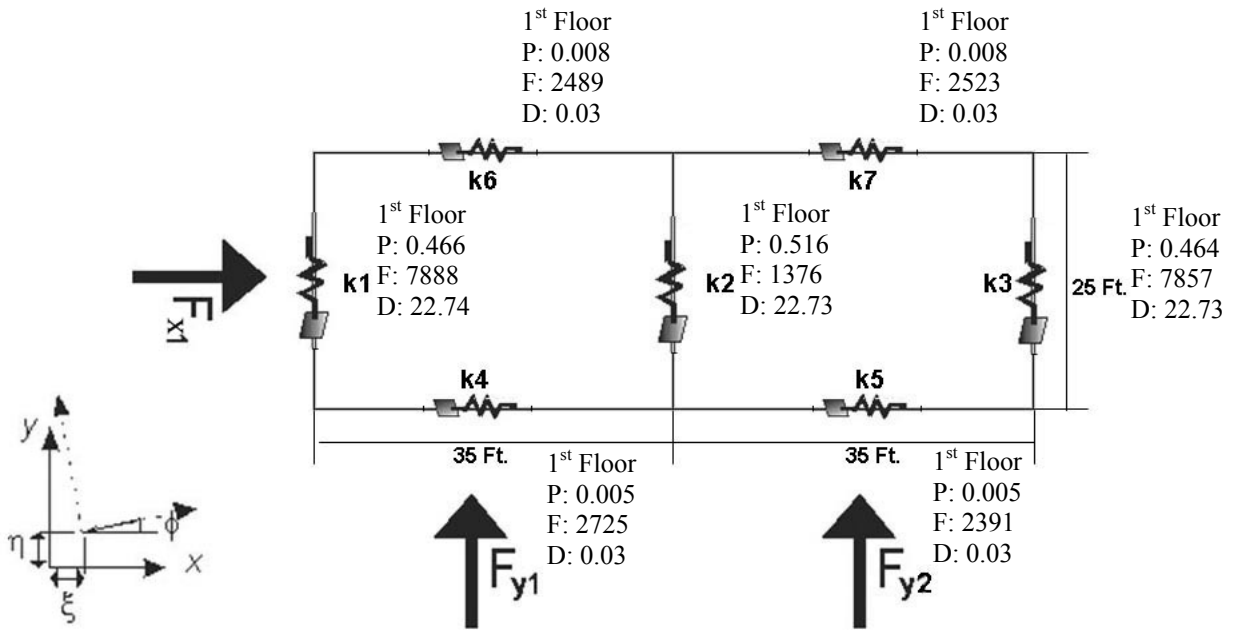 1st Floor
P: 0.008
F: 2489
D: 0.03
1st Floor
P: 0.008
F: 2523
D: 0.03
k6
k7
1st Floor
P: 0.466
F: 7888
D: 22.74
1st Floor
P: 0.516
F: 1376
D: 22.73
1st Floor
P: 0.464
F: 7857
D: 22.73
Fx1
k1
k2
k3
25 Ft.
k4
k5
35 Ft.
35 Ft.
1st Floor
P: 0.005
F: 2725
D: 0.03
1st Floor
P: 0.005
F: 2391
D: 0.03
Fy1
Fy2
y
η
ϕ
x
ξ